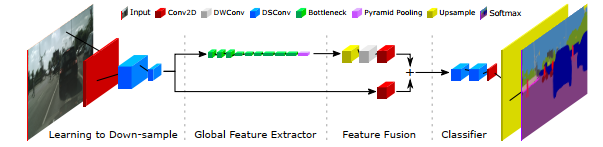 Input Conv2D DWConv DSConv Bottleneck Pyramid Pooling Upsample Softmax
+
Learning to Down-sample Global Feature Extractor Feature Fusion Classifier